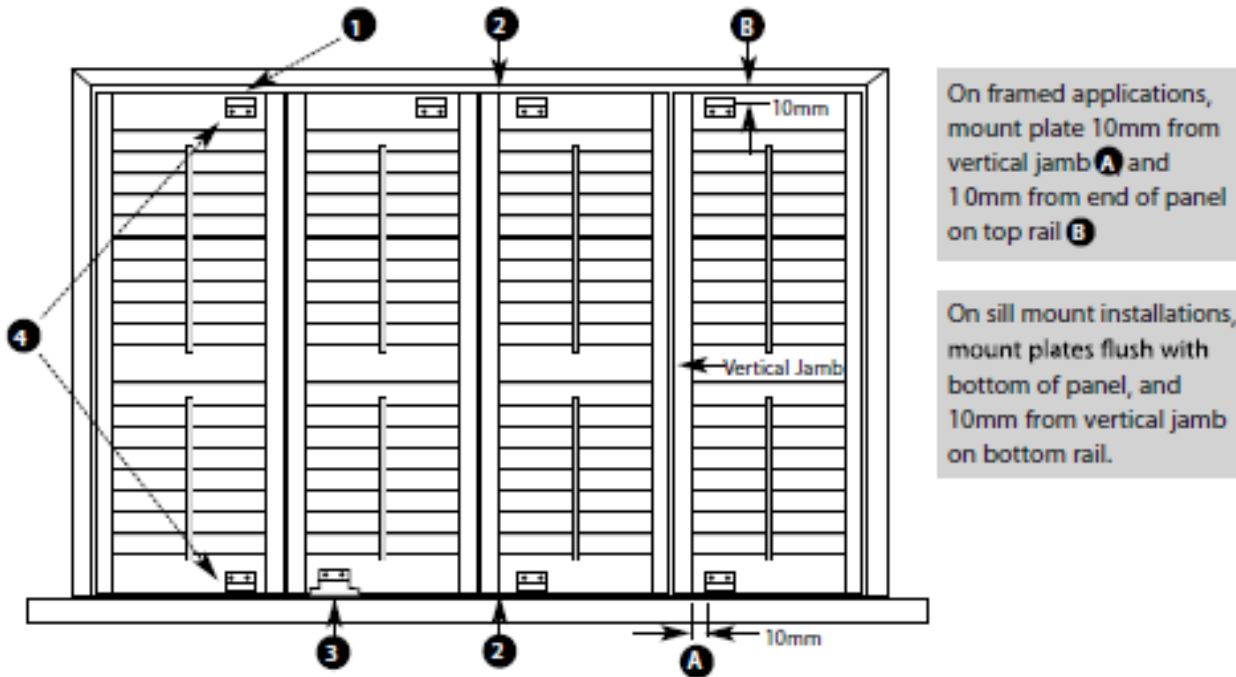 1
2
B
10mm
On framed applications,
mount plate 10mm from
vertical jamb A and
10mm from end of panel
on top rail B
4
Vertical Jamb
On sill mount installations,
mount plates flush with
bottom of panel, and
10mm from vertical jamb
on bottom rail.
3
2
A
10mm